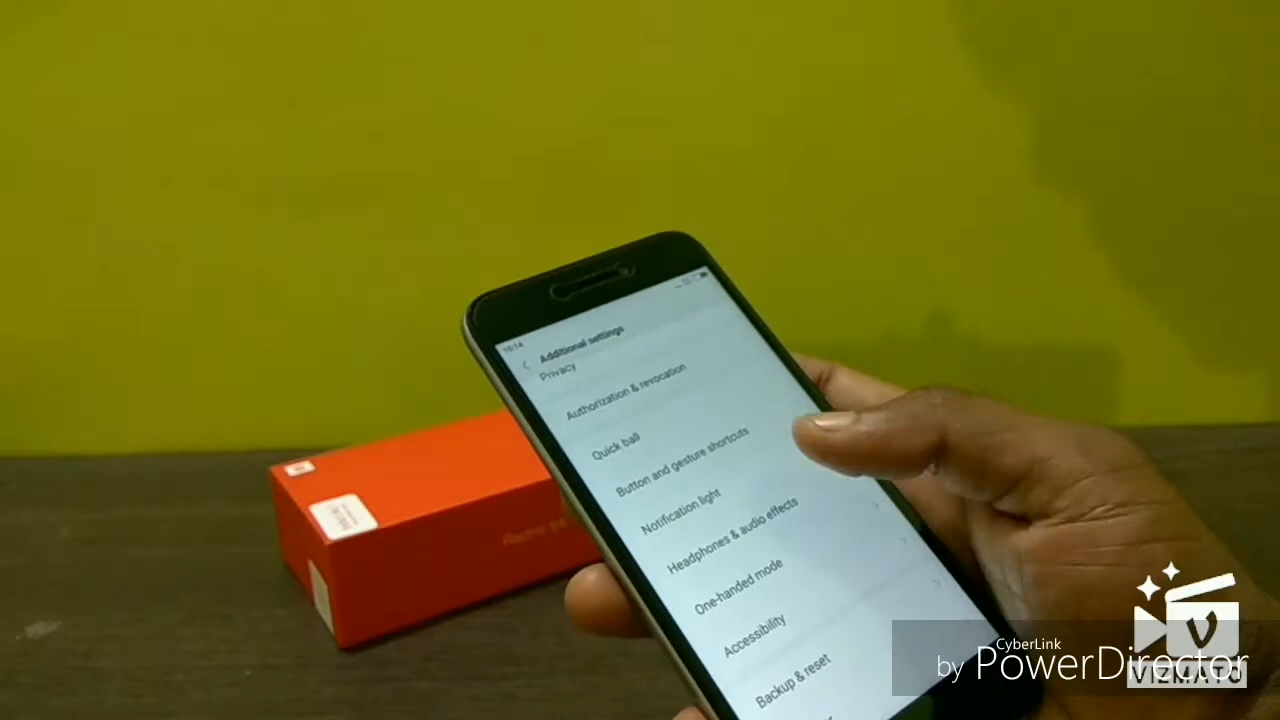 Additional settings
Privacy
Authorization & revocation
Quick ball
Button and gesture shortcuts
Notification light
Headphones & audio effects
One-handed mode
Accessibility
Backup & reset
CyberLink
by PowerDirector
VIZMATO